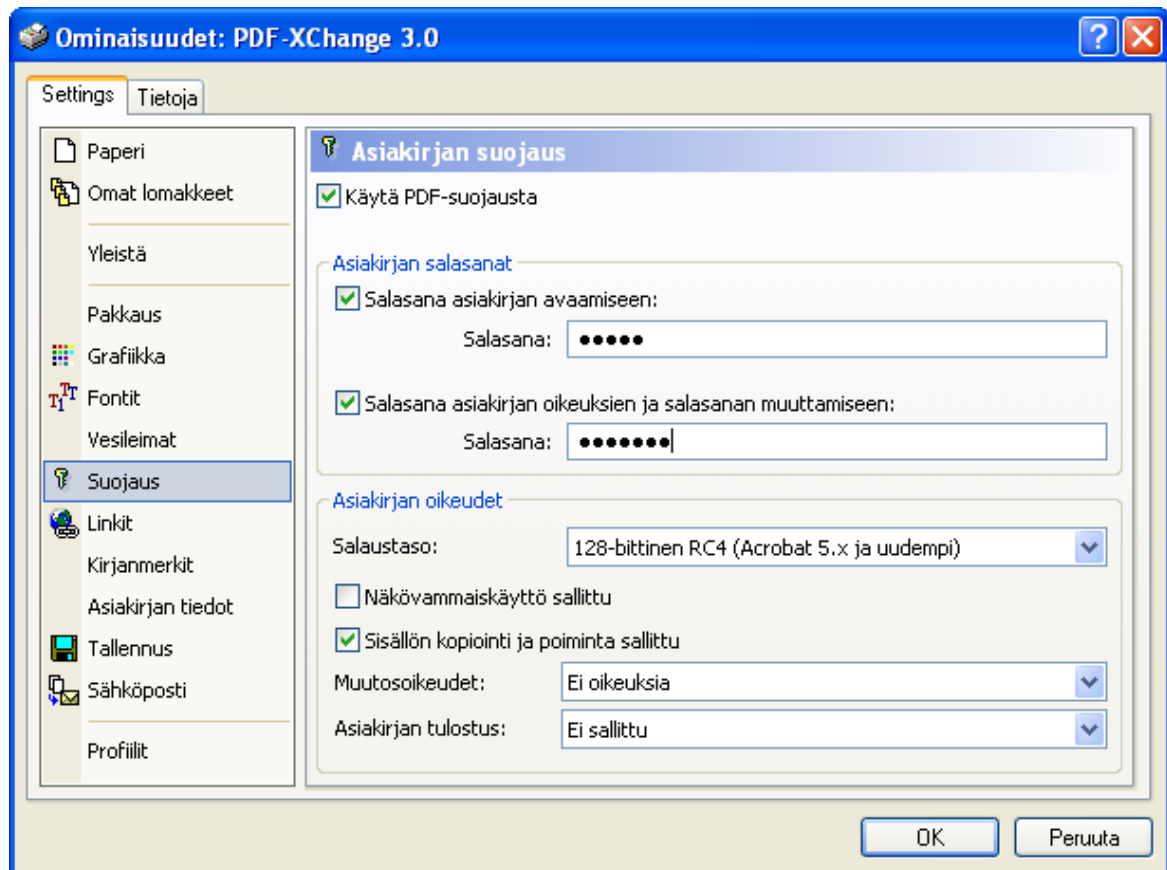 Ominaisuudet: PDF-XChange 3.0
Settings
Tietoja
Paperi
Omat lomakkeet
Yleistä
Pakkaus
Grafiikka
Fontit
Vesileimat
Suojaus
Linkit
Kirjanmerkit
Asiakirjan tiedot
Tallennus
Sähköposti
Profiilit
Asiakirjan suojaus
Käytä PDF-suojausta
Asiakirjan salasanat
Salasana asiakirjan avaamiseen:
Salasana: •••••
Salasana asiakirjan oikeuksien ja salasanan muuttamiseen:
Salasana: •••••••
Asiakirjan oikeudet
Salaustaso: 128-bittinen RC4 (Acrobat 5.x ja uudempi)
Näkövammaiskäyttö sallittu
Sisällön kopiointi ja poiminta sallittu
Muutosoikeudet: Ei oikeuksia
Asiakirjan tulostus: Ei sallittu
OK
Peruuta